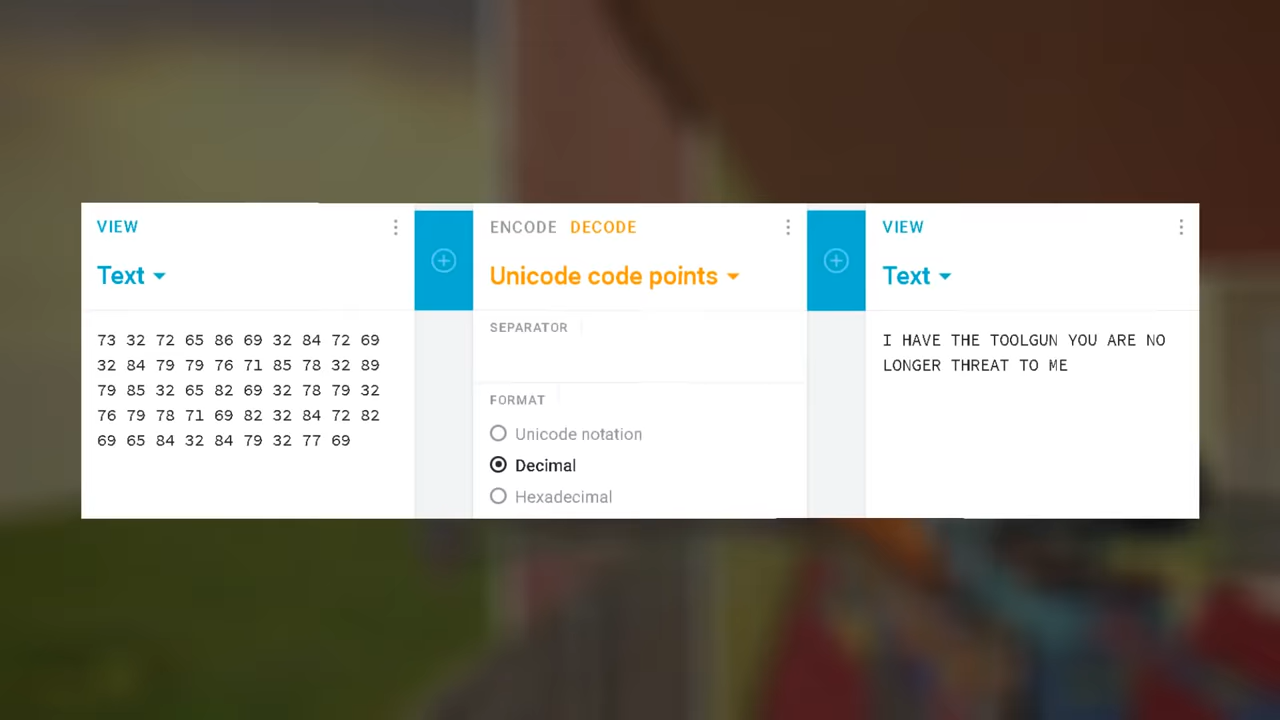 VIEW
Text
73 32 72 65 86 69 32 84 72 69
32 84 79 79 76 71 85 78 32 89
79 85 32 65 82 69 32 78 79 32
76 79 78 71 69 82 32 84 72 82
69 65 84 32 84 79 32 77 69
ENCODE DECODE
Unicode code points
SEPARATOR
FORMAT
Unicode notation
Decimal
Hexadecimal
VIEW
Text
I HAVE THE TOOLGUN YOU ARE NO
LONGER THREAT TO ME